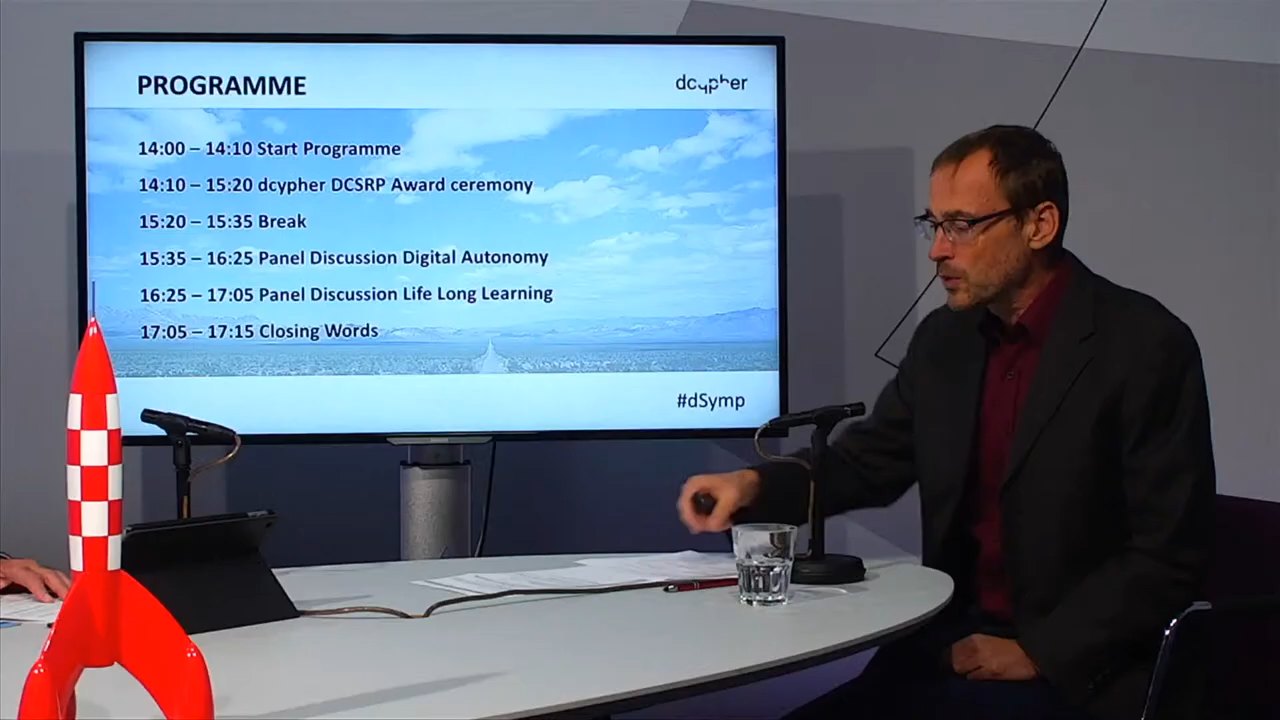 PROGRAMME
dcypher
14:00 – 14:10 Start Programme
14:10 – 15:20 dcypher DCSRP Award ceremony
15:20 – 15:35 Break
15:35 – 16:25 Panel Discussion Digital Autonomy
16:25 – 17:05 Panel Discussion Life Long Learning
17:05 – 17:15 Closing Words
#dSymp